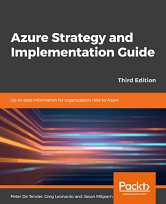 Azure Strategy and
Implementation Guide
Third Edition
Up-to-date information for organizations new to Azure
Peter De Tender, Greg Leonardo and Jason Milgram
Packt